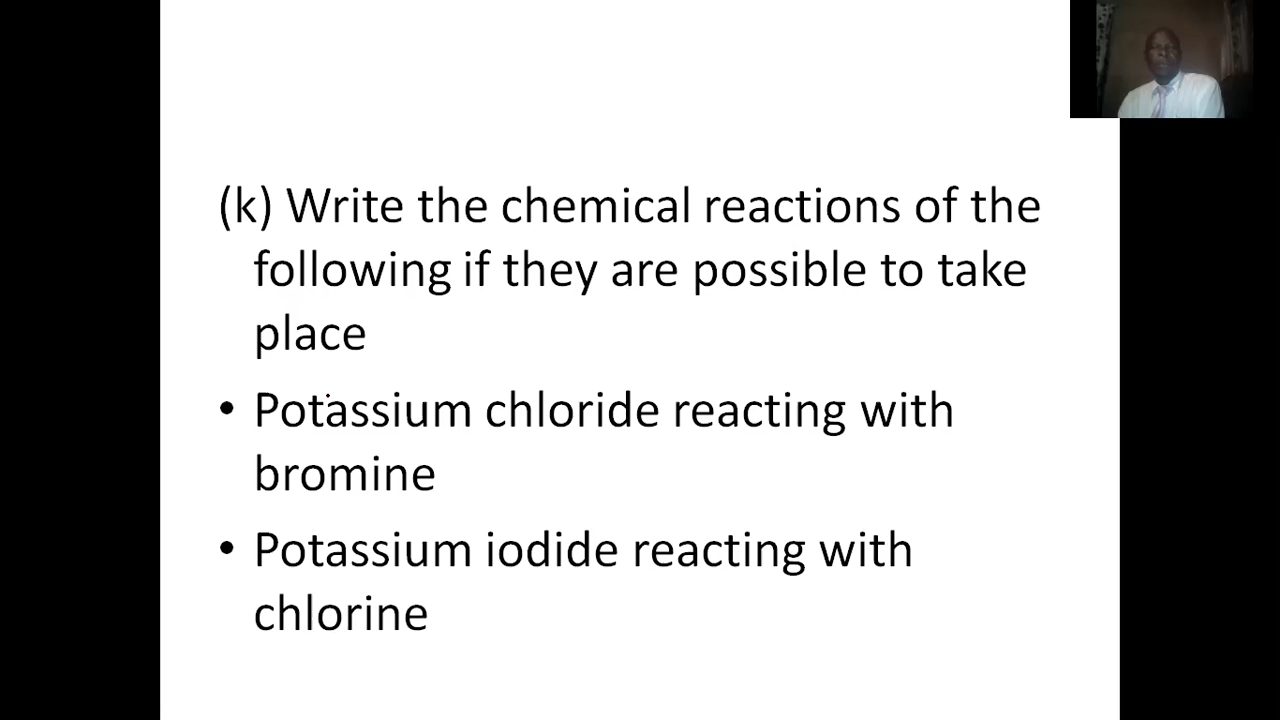 (k) Write the chemical reactions of the
following if they are possible to take
place
• Potassium chloride reacting with
bromine
• Potassium iodide reacting with
chlorine